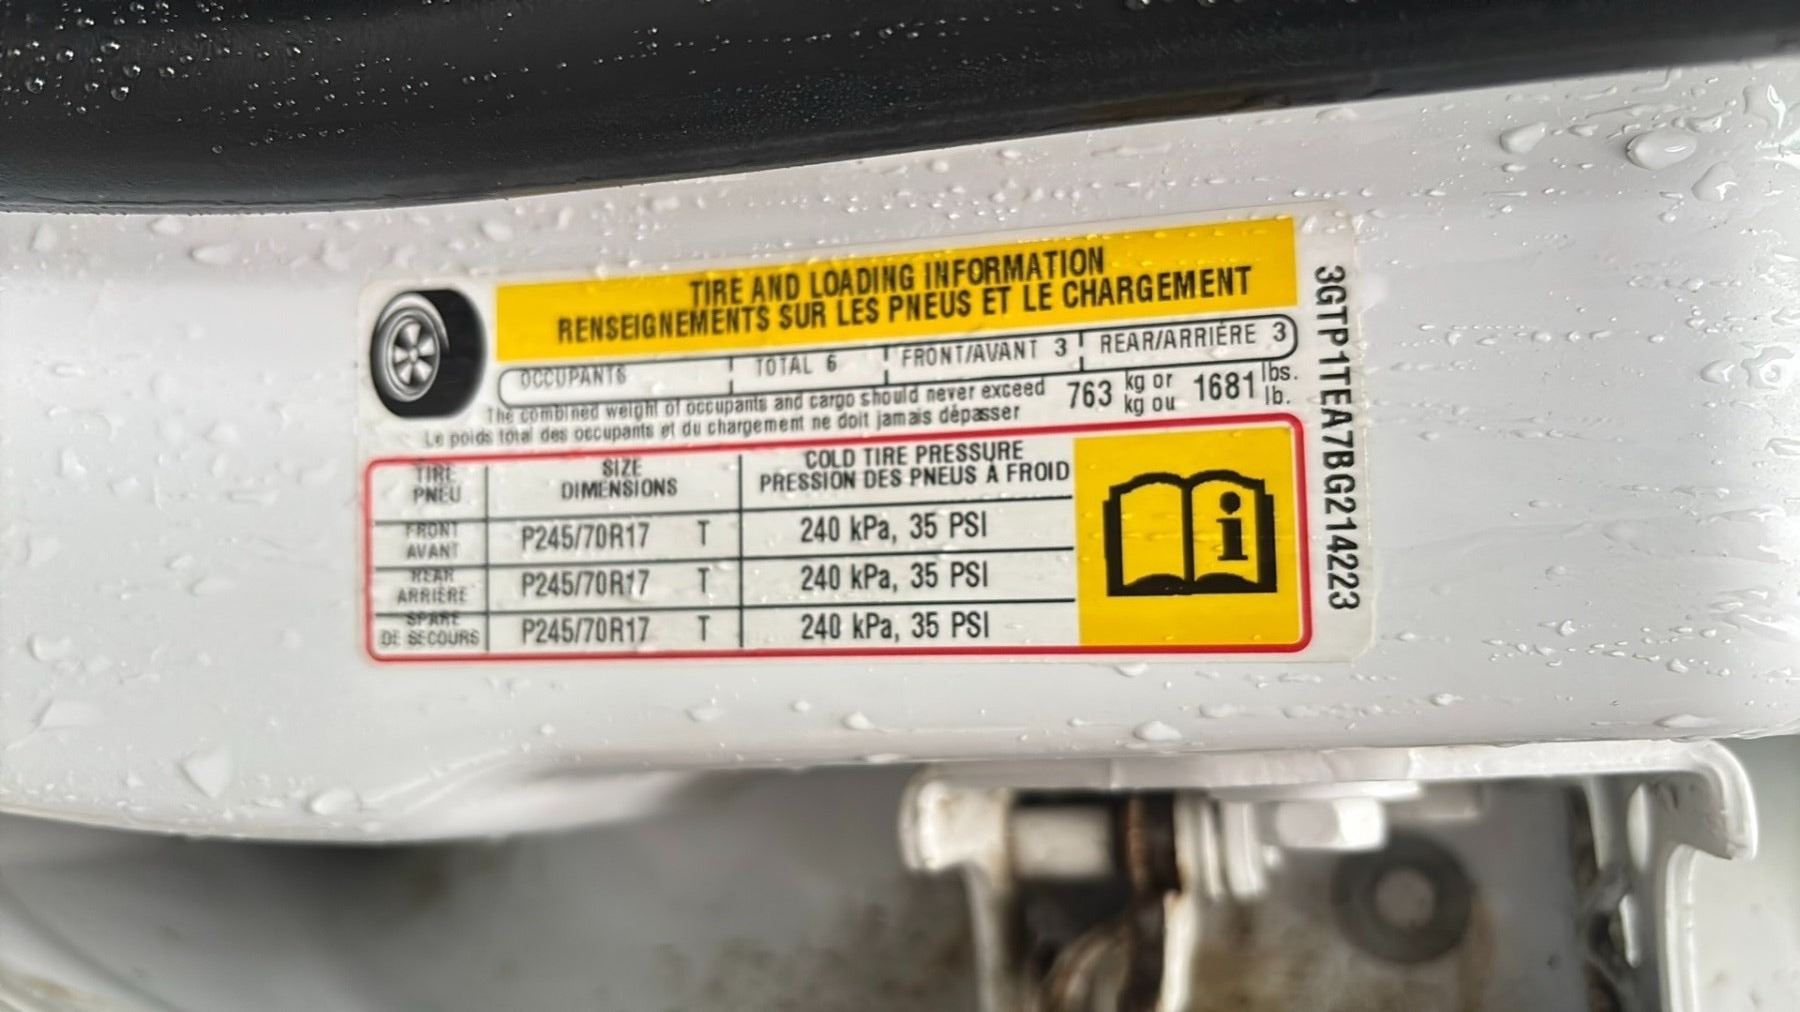 TIRE AND LOADING INFORMATION
RENSEIGNEMENTS SUR LES PNEUS ET LE CHARGEMENT
OCCUPANTS TOTAL 6 FRONT/AVANT 3 REAR/ARRIÈRE 3
The combined weight of occupants and cargo should never exceed 763 kg or 1681 lbs.
Le poids total des occupants et du chargement ne doit jamais dépasser kg ou lb.
TIRE SIZE COLD TIRE PRESSURE
PNEU DIMENSIONS PRESSION DES PNEUS À FROID
FRONT
AVANT P245/70R17 T 240 kPa, 35 PSI
REAR
ARRIÈRE P245/70R17 T 240 kPa, 35 PSI
SPARE
DE SECOURS P245/70R17 T 240 kPa, 35 PSI
3GTP1TEA7BG214223